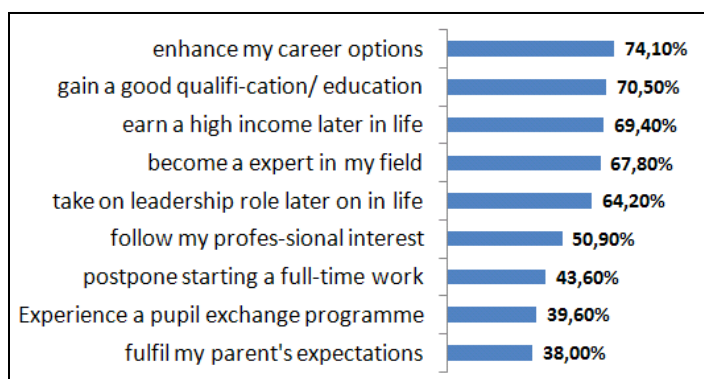 enhance my career options 74,10%
gain a good qualifi-cation/ education 70,50%
earn a high income later in life 69,40%
become a expert in my field 67,80%
take on leadership role later on in life 64,20%
follow my profes-sional interest 50,90%
postpone starting a full-time work 43,60%
Experience a pupil exchange programme 39,60%
fulfil my parent's expectations 38,00%